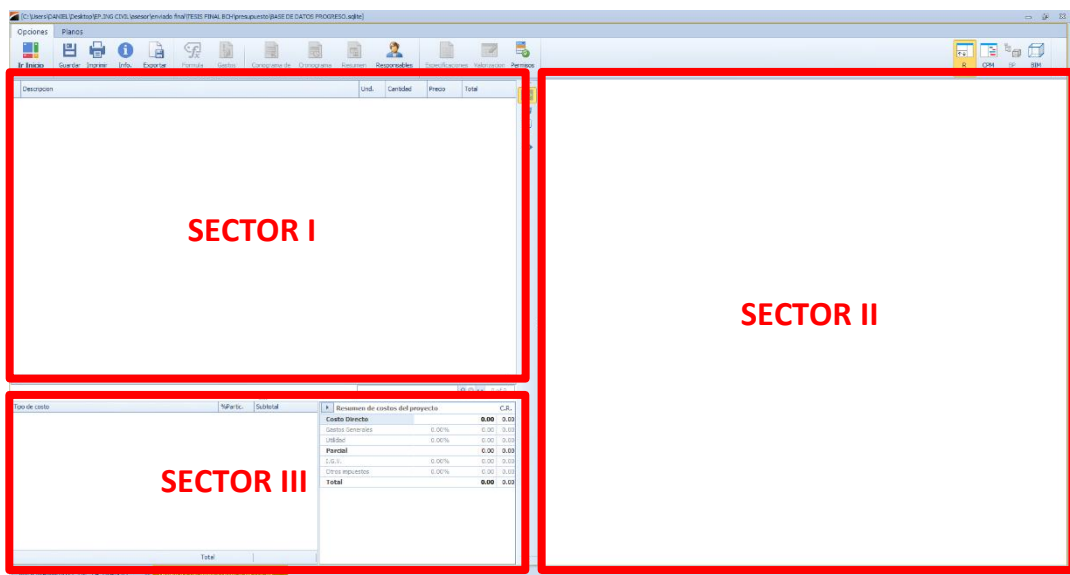 [C:\Users\DANIEL\Desktop\EP.ING CIVIL\asesor\enviado final\TESIS FINAL BCH\presupuesto\BASE DE DATOS PROGRESO.sqlite]
Opciones Planos
Ir Inicio Guardar Imprimir Info. Exportar Formula Gastos Cronograma de Cronograma Resumen Responsables Especificaciones Valorizacion Permisos CPM BP BIM
Descripcion Und. Cantidad Precio Total
SECTOR I
SECTOR II
Tipo de costo %Partic. Subtotal
Resumen de costos del proyecto C.R.
Costo Directo 0.00 0.00
Gastos Generales 0.00% 0.00 0.00
Utilidad 0.00% 0.00 0.00
Parcial 0.00 0.00
I.G.V. 0.00% 0.00 0.00
Otros impuestos 0.00% 0.00 0.00
Total 0.00 0.00
SECTOR III
Total